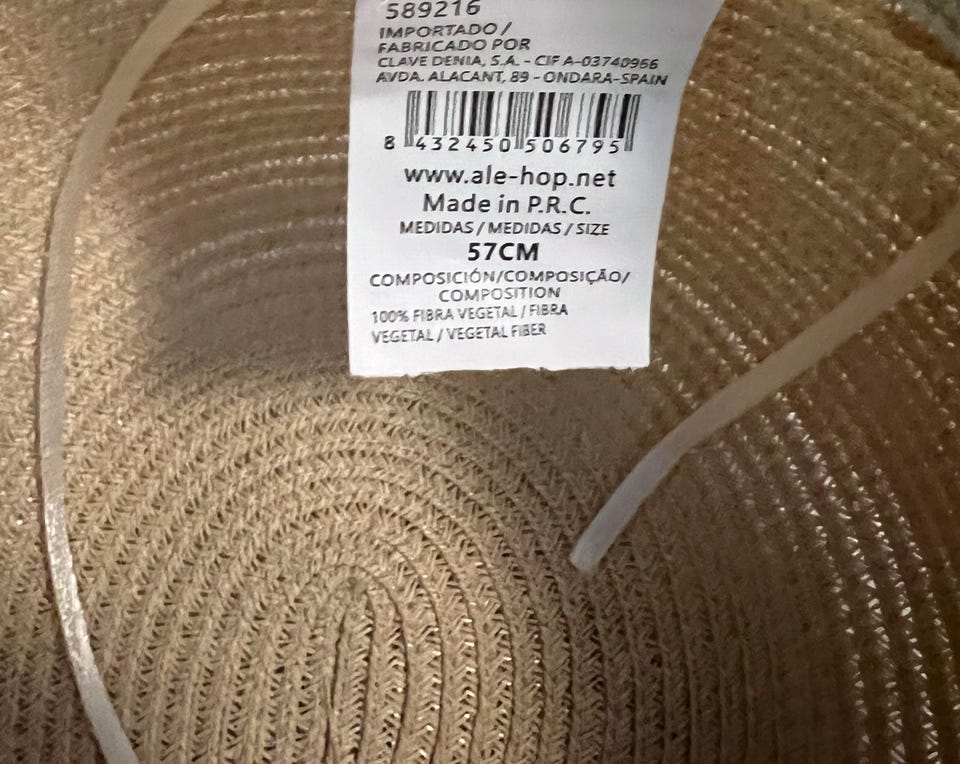 589216
IMPORTADO /
FABRICADO POR
CLAVE DENIA, S.A. - CIF A-03740956
AVDA. ALACANT, 89 - ONDARA-SPAIN
8 432450 506795
www.ale-hop.net
Made in P.R.C.
MEDIDAS / MEDIDAS / SIZE
57CM
COMPOSICIÓN/COMPOSIÇÃO/
COMPOSITION
100% FIBRA VEGETAL / FIBRA
VEGETAL / VEGETAL FIBER